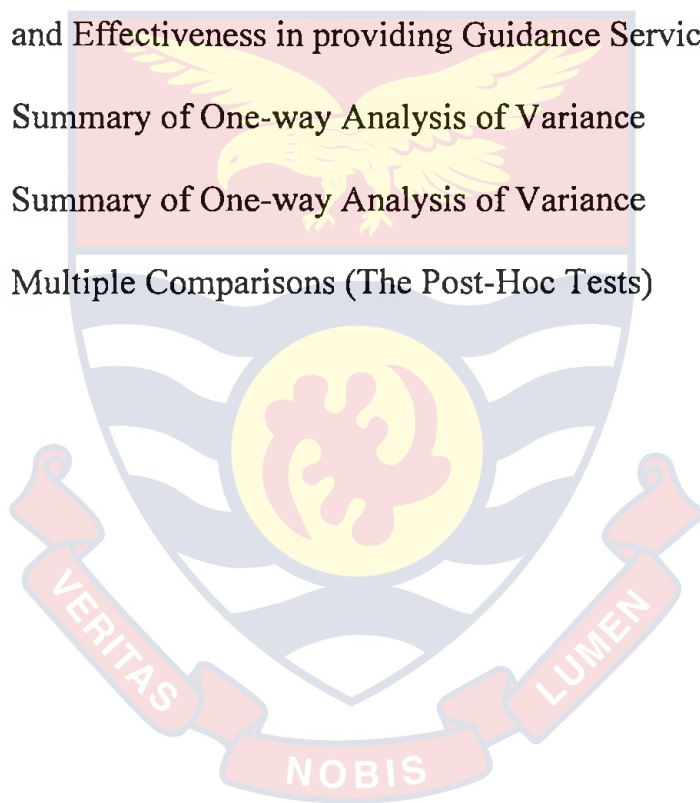 and Effectiveness in providing Guidance Servic
Summary of One-way Analysis of Variance
Summary of One-way Analysis of Variance
Multiple Comparisons (The Post-Hoc Tests)
VERITAS
NOBIS
LUMEN